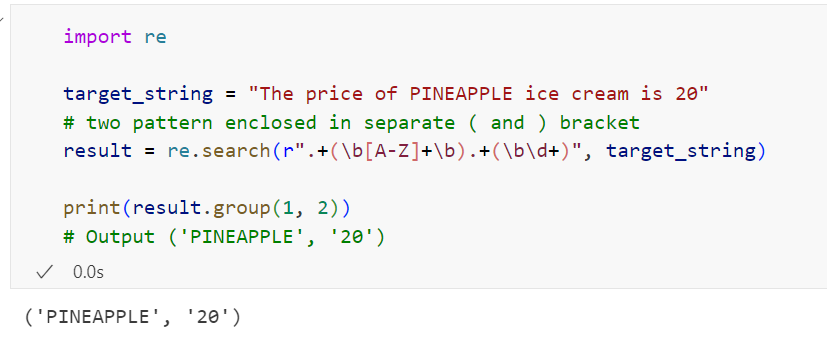 import re
target_string = "The price of PINEAPPLE ice cream is 20"
# two pattern enclosed in separate ( and ) bracket
result = re.search(r".+(\b[A-Z]+\b).+(\b\d+)", target_string)
print(result.group(1, 2))
# Output ('PINEAPPLE', '20')
✓ 0.0s
('PINEAPPLE', '20')